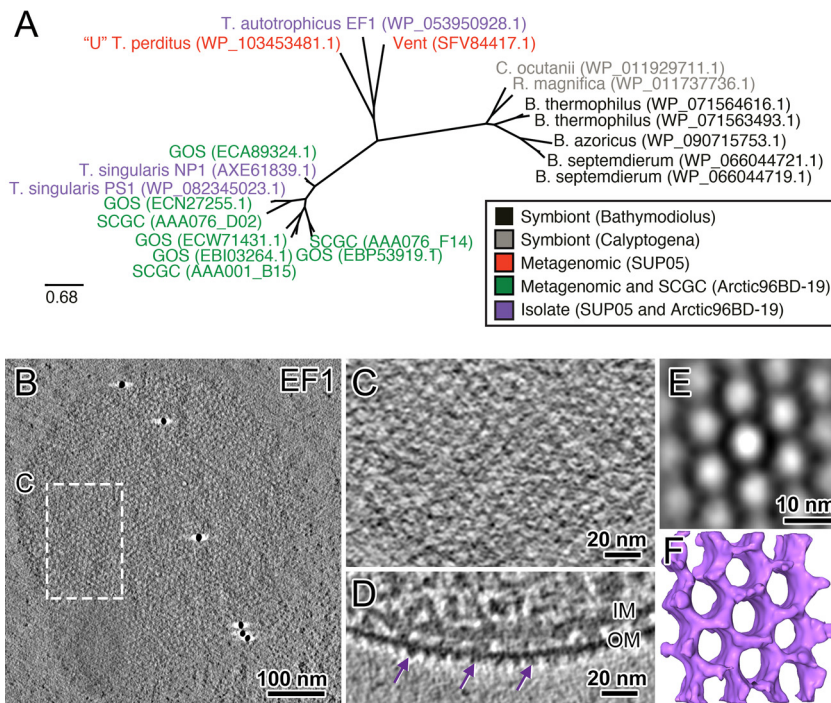 A
T. autotrophicus EF1 (WP_053950928.1)
“U” T. perditus (WP_103453481.1)
Vent (SFV84417.1)
C. ocutanii (WP_011929711.1)
R. magnifica (WP_011737736.1)
B. thermophilus (WP_071564616.1)
B. thermophilus (WP_071563493.1)
B. azoricus (WP_090715753.1)
B. septemdierum (WP_066044721.1)
B. septemdierum (WP_066044719.1)
GOS (ECA89324.1)
T. singularis NP1 (AXE61839.1)
T. singularis PS1 (WP_082345023.1)
GOS (ECN27255.1)
SCGC (AAA076_D02)
GOS (ECW71431.1)
SCGC (AAA076_F14)
GOS (EBI03264.1)
GOS (EBP53919.1)
SCGC (AAA001_B15)
0.68
Symbiont (Bathymodiolus)
Symbiont (Calyptogena)
Metagenomic (SUP05)
Metagenomic and SCGC (Arctic96BD-19)
Isolate (SUP05 and Arctic96BD-19)
B
EF1
C
100 nm
C
20 nm
D
IM
OM
20 nm
E
10 nm
F